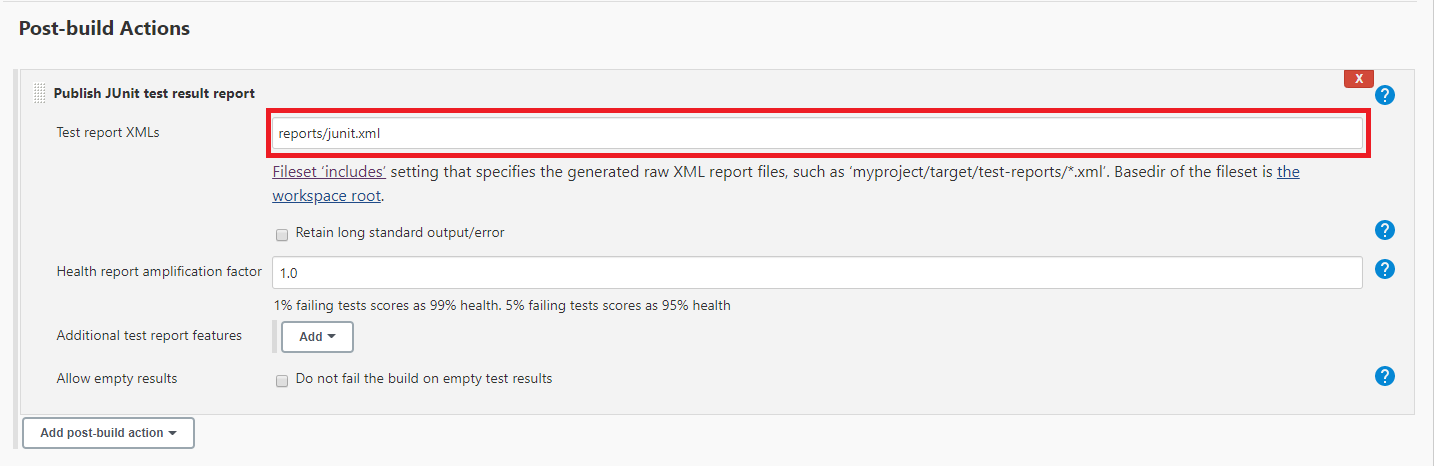 Post-build Actions
X
Publish JUnit test result report
?
Test report XMLs
reports/junit.xml
Fileset ‘includes’ setting that specifies the generated raw XML report files, such as ‘myproject/target/test-reports/*.xml’. Basedir of the fileset is the
workspace root.
Retain long standard output/error
?
Health report amplification factor
1.0
?
1% failing tests scores as 99% health. 5% failing tests scores as 95% health
Additional test report features
Add
Allow empty results
Do not fail the build on empty test results
?
Add post-build action